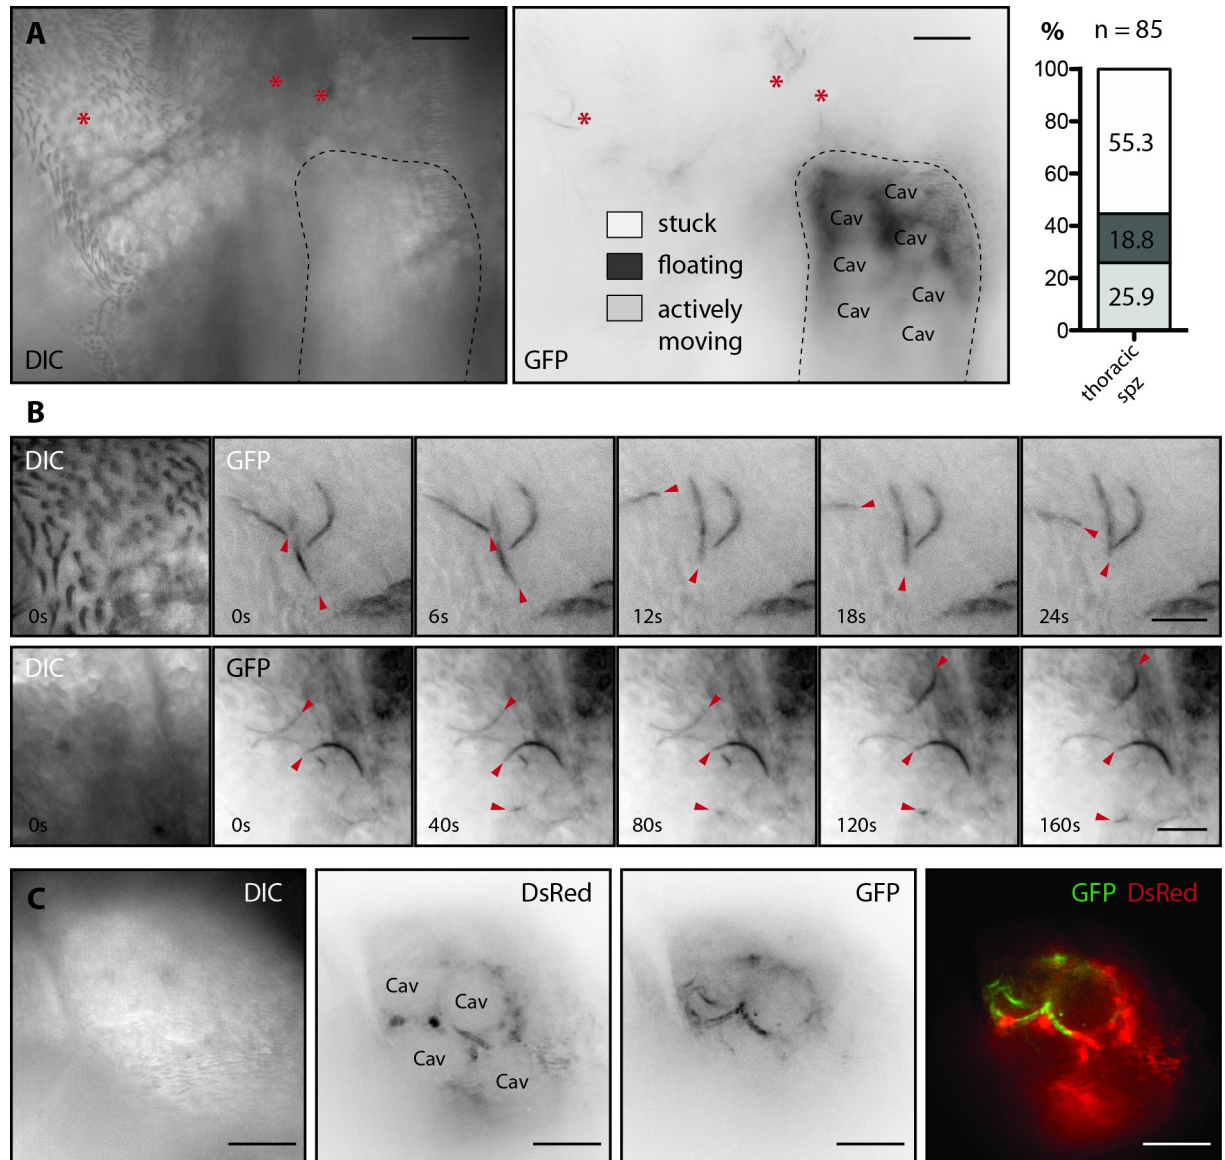 A
DIC
GFP
stuck
floating
actively
moving
Cav
Cav
Cav
Cav
Cav
Cav
Cav
% n = 85
100
80
60
40
20
0
55.3
18.8
25.9
thoracic
spz
B
DIC
0s
GFP
0s
6s
12s
18s
24s
DIC
0s
GFP
0s
40s
80s
120s
160s
C
DIC
DsRed
Cav
Cav
Cav
Cav
GFP
GFP DsRed